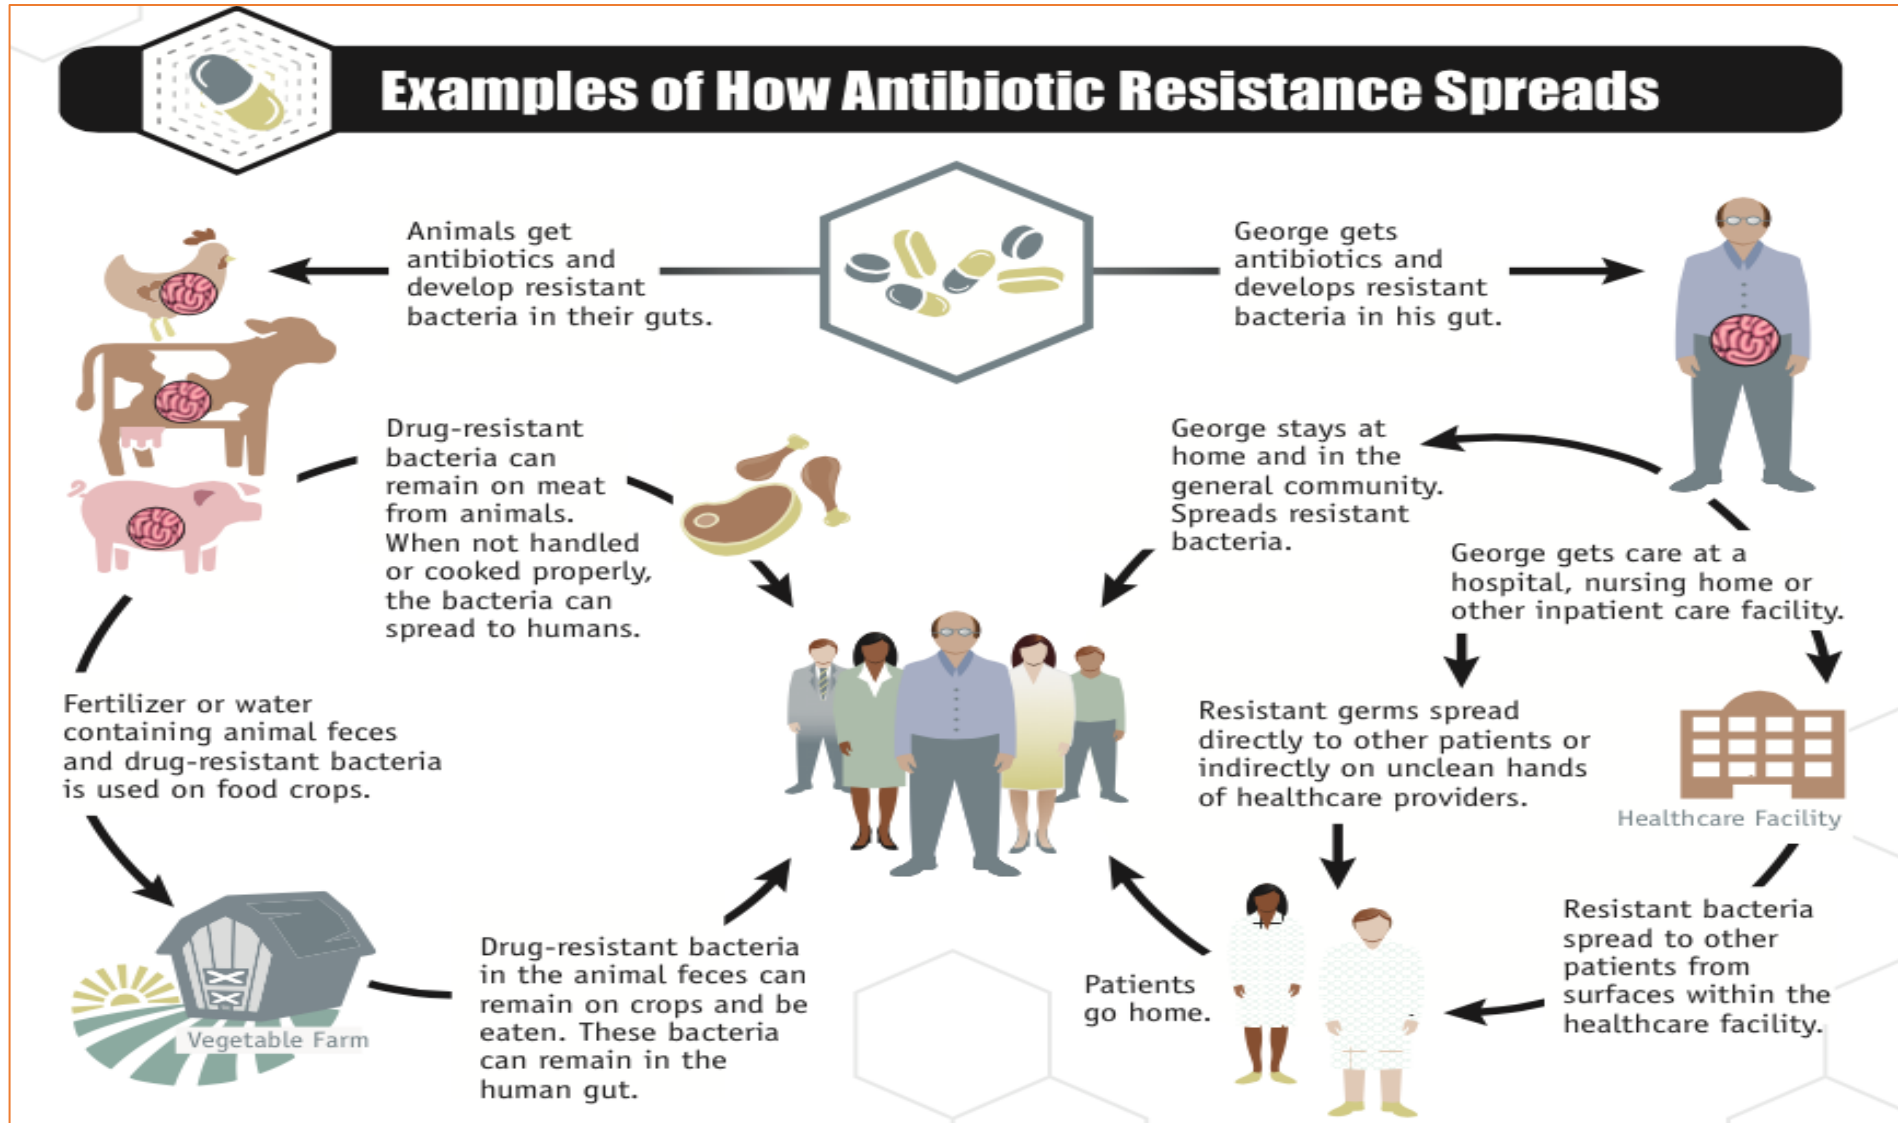 Examples of How Antibiotic Resistance Spreads
Animals get
antibiotics and
develop resistant
bacteria in their guts.
George gets
antibiotics and
develops resistant
bacteria in his gut.
Drug-resistant
bacteria can
remain on meat
from animals.
When not handled
or cooked properly,
the bacteria can
spread to humans.
George stays at
home and in the
general community.
Spreads resistant
bacteria.
George gets care at a
hospital, nursing home or
other inpatient care facility.
Fertilizer or water
containing animal feces
and drug-resistant bacteria
is used on food crops.
Resistant germs spread
directly to other patients or
indirectly on unclean hands
of healthcare providers.
Healthcare Facility
Vegetable Farm
Drug-resistant bacteria
in the animal feces can
remain on crops and be
eaten. These bacteria
can remain in the
human gut.
Patients
go home.
Resistant bacteria
spread to other
patients from
surfaces within the
healthcare facility.